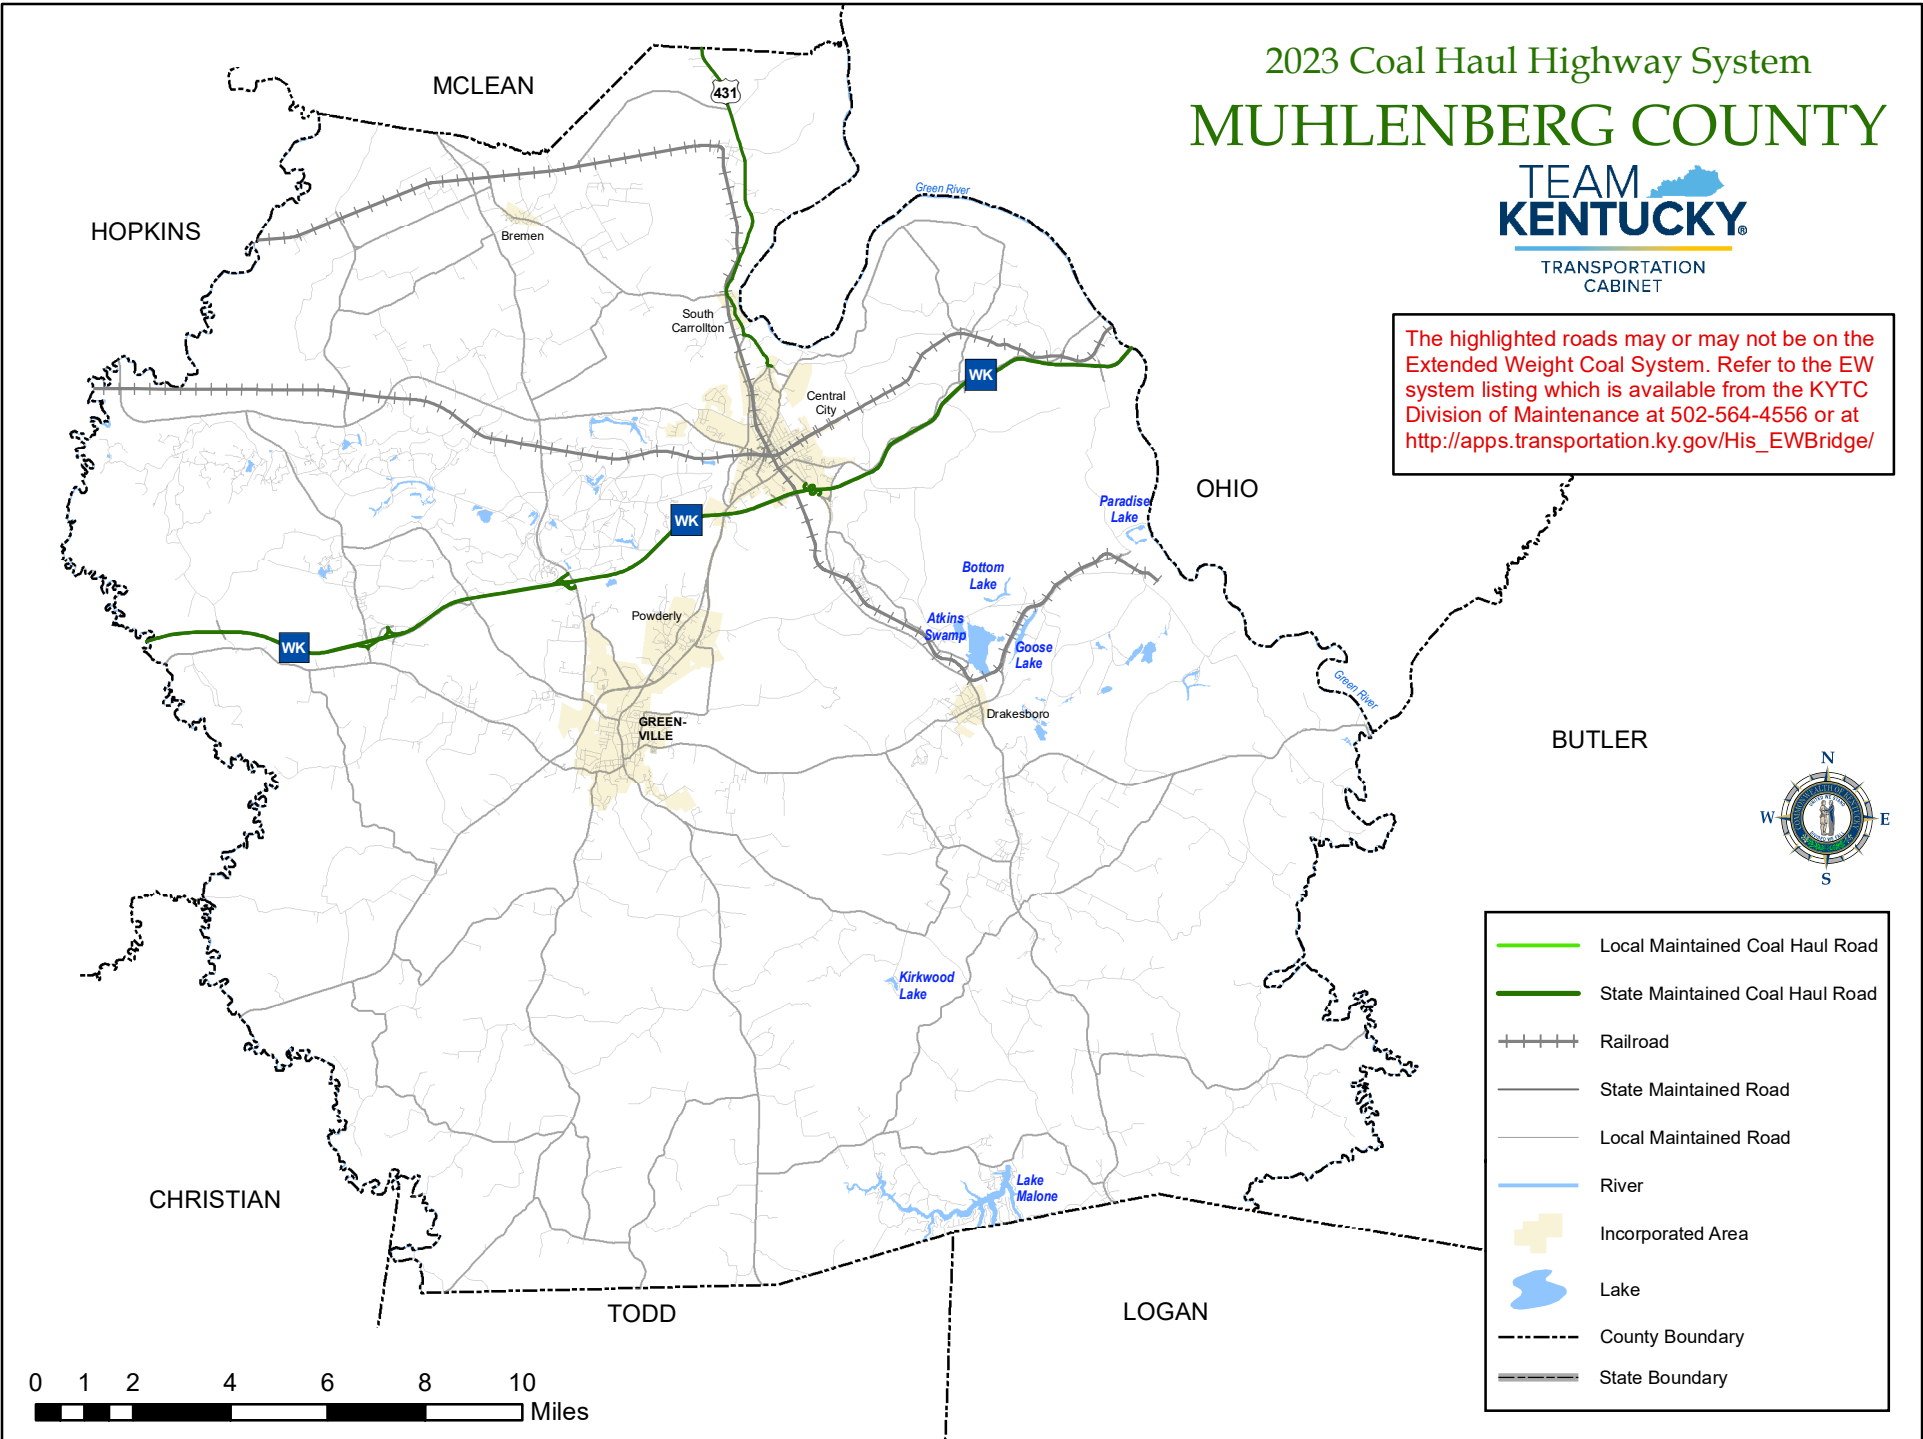 2023 Coal Haul Highway System
MUHLENBERG COUNTY
TEAM
KENTUCKY®
TRANSPORTATION
CABINET
The highlighted roads may or may not be on the
Extended Weight Coal System. Refer to the EW
system listing which is available from the KYTC
Division of Maintenance at 502-564-4556 or at
http://apps.transportation.ky.gov/His_EWBridge/
MCLEAN
431
HOPKINS
Bremen
Green River
South
Carrollton
WK
Central
City
OHIO
Paradise
Lake
WK
Bottom
Lake
Powderly
Atkins
Swamp
Goose
Lake
WK
GREEN-
VILLE
Drakesboro
Green River
BUTLER
N
W
E
S
Kirkwood
Lake
Lake
Malone
CHRISTIAN
TODD
LOGAN
Local Maintained Coal Haul Road
State Maintained Coal Haul Road
Railroad
State Maintained Road
Local Maintained Road
River
Incorporated Area
Lake
County Boundary
State Boundary
0 1 2 4 6 8 10
Miles